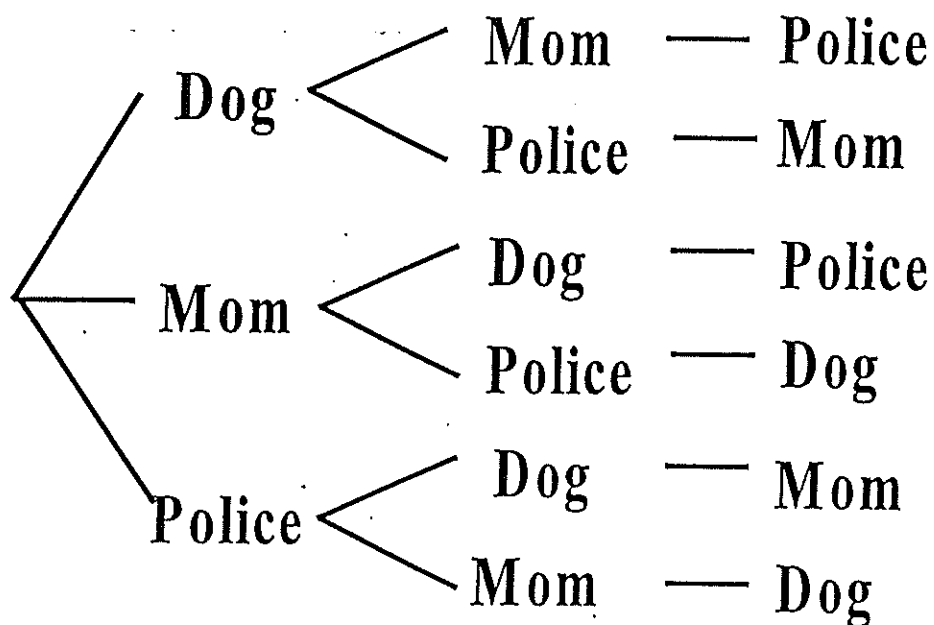 Mom — Police
Dog
Police — Mom
Dog — Police
Mom
Police — Dog
Dog — Mom
Police
Mom — Dog